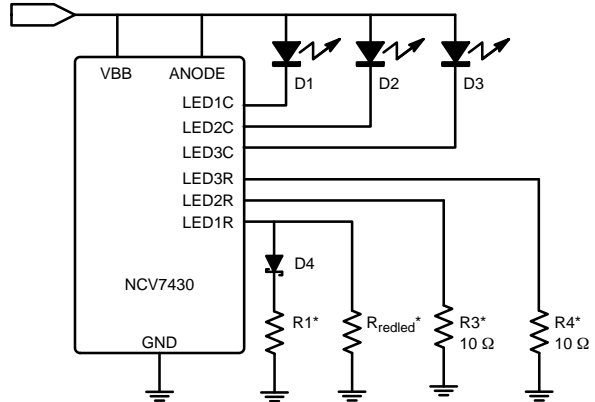 VBB ANODE
D1 D2 D3
LED1C
LED2C
LED3C
LED3R
LED2R
LED1R
D4
NCV7430
R1* Rredled* R3* R4*
10 Ω 10 Ω
GND